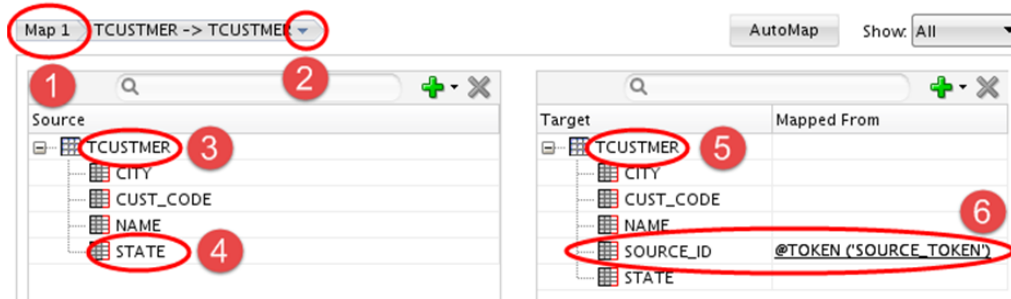 Map 1 TCUSTMER -> TCUSTMER AutoMap Show: All
1 2
Source
TCUSTMER 3
CITY
CUST_CODE
NAME
STATE 4
Target Mapped From
TCUSTMER 5
CITY
CUST_CODE
NAME 6
SOURCE_ID @TOKEN ('SOURCE_TOKEN')
STATE